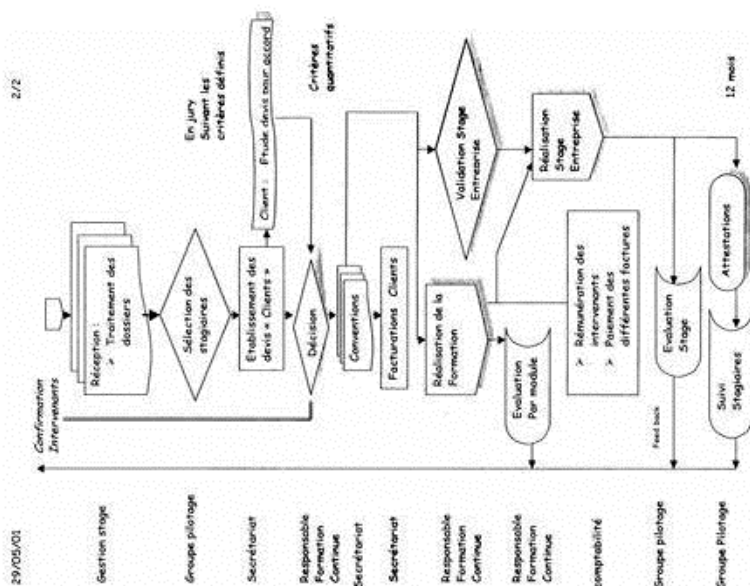 29/05/01
2/2
Confirmation
Intervenants
Gestion stage
Réception :
➢ Traitement des
dossiers
Groupe pilotage
Sélection des
stagiaires
En jury
Suivant les
critères définis
Secrétariat
Etablissement des
devis « Clients »
Client : Etude devis pour accord
Responsable
Formation
Continue
Décision
Critères
quantitatifs
Secrétariat
Conventions
Secrétariat
Facturations Clients
Responsable
Formation
Continue
Réalisation de la
Formation
Validation Stage
Entreprise
Responsable
Formation
Continue
Evaluation
Par module
Réalisation
Stage
Entreprise
omptabilité
➢ Rémunération des
intervenants
➢ Paiement des
différentes factures
Groupe pilotage
Feed back
Evaluation
Stage
Groupe Pilotage
Suivi
Stagiaires
Attestations
12 mois